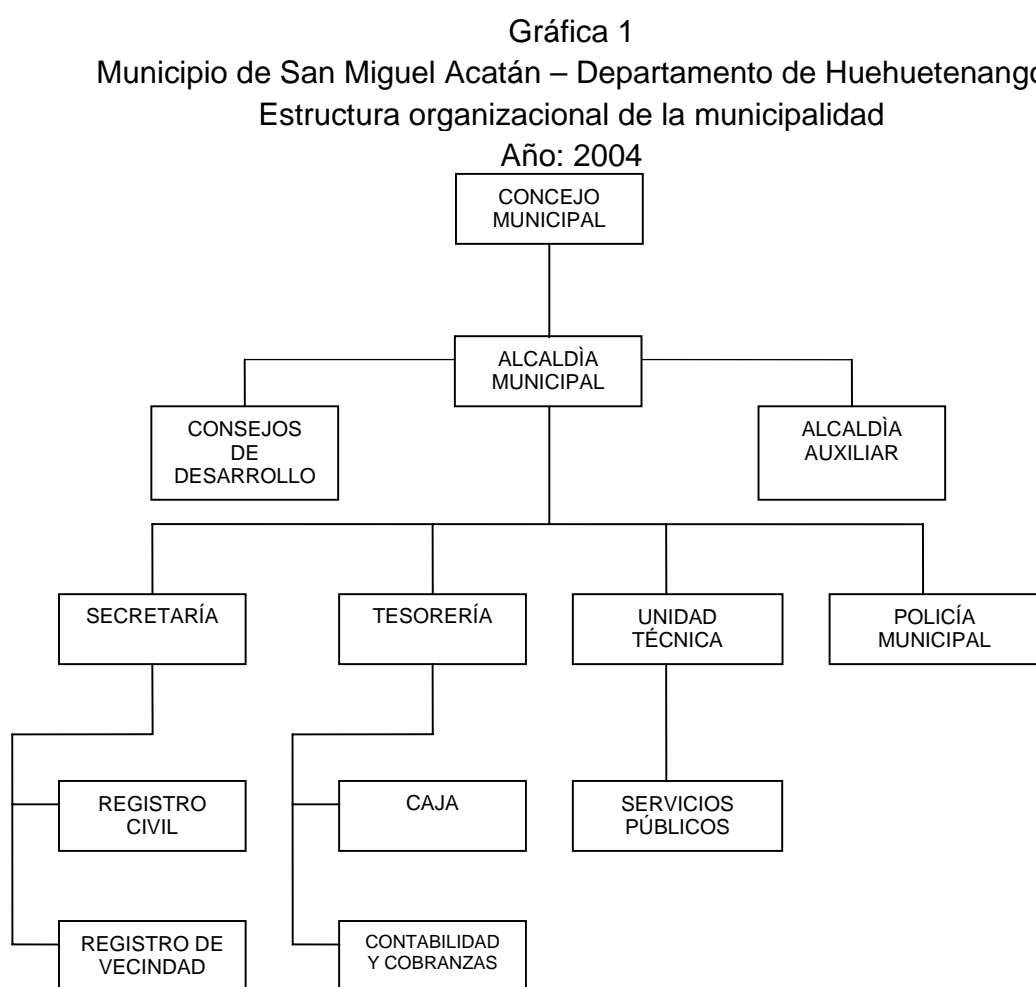 Gráfica 1
Municipio de San Miguel Acatán – Departamento de Huehuetenango
Estructura organizacional de la municipalidad
Año: 2004
CONCEJO
MUNICIPAL
ALCALDÌA
MUNICIPAL
CONSEJOS
DE
DESARROLLO
ALCALDÌA
AUXILIAR
SECRETARÍA
TESORERÍA
UNIDAD
TÉCNICA
POLICÍA
MUNICIPAL
REGISTRO
CIVIL
CAJA
SERVICIOS
PÚBLICOS
REGISTRO DE
VECINDAD
CONTABILIDAD
Y COBRANZAS